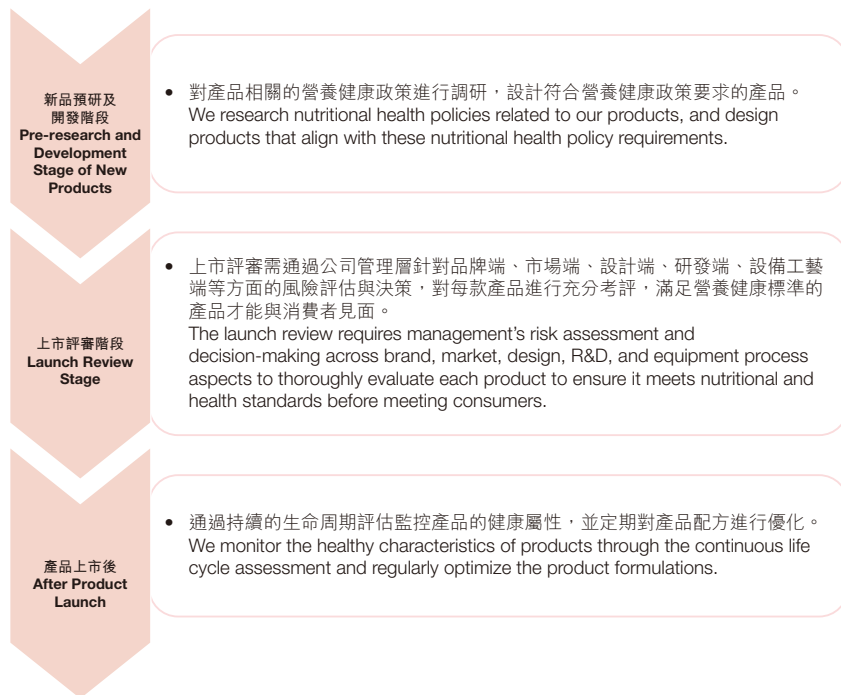 新品預研及
開發階段
Pre-research and
Development
Stage of New
Products
• 對產品相關的營養健康政策進行調研，設計符合營養健康政策要求的產品。
We research nutritional health policies related to our products, and design
products that align with these nutritional health policy requirements.
上市評審階段
Launch Review
Stage
• 上市評審需通過公司管理層針對品牌端、市場端、設計端、研發端、設備工藝
端等方面的風險評估與決策，對每款產品進行充分考評，滿足營養健康標準的
產品才能與消費者見面。
The launch review requires management’s risk assessment and
decision-making across brand, market, design, R&D, and equipment process
aspects to thoroughly evaluate each product to ensure it meets nutritional and
health standards before meeting consumers.
產品上市後
After Product
Launch
• 通過持續的生命周期評估監控產品的健康屬性，並定期對產品配方進行優化。
We monitor the healthy characteristics of products through the continuous life
cycle assessment and regularly optimize the product formulations.